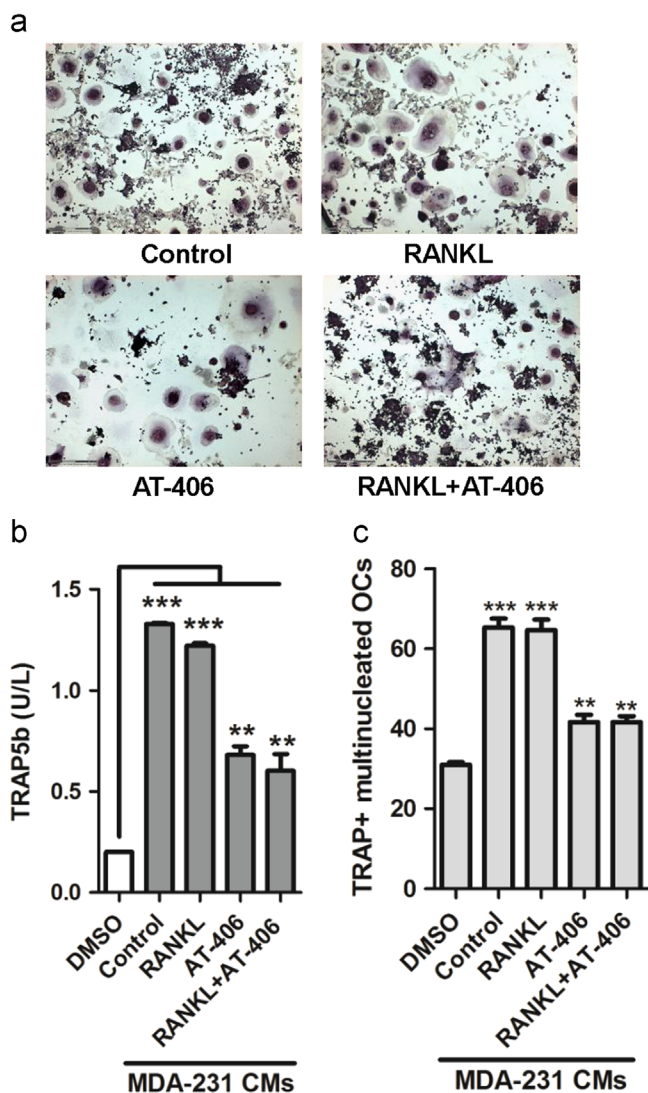 a
Control
RANKL
AT-406
RANKL+AT-406
b
TRAP5b (U/L)
1.5
1.0
0.5
0.0
***
***
**
**
DMSO
Control
RANKL
AT-406
RANKL+AT-406
MDA-231 CMs
c
TRAP+ multinucleated OCs
80
60
40
20
0
***
***
**
**
DMSO
Control
RANKL
AT-406
RANKL+AT-406
MDA-231 CMs